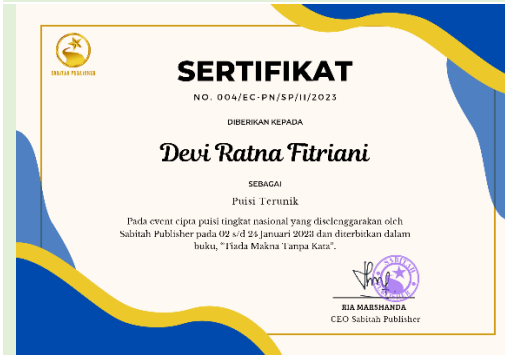 SABITAH PUBLISHER
SERTIFIKAT
NO. 004/EC-PN/SP/II/2023
DIBERIKAN KEPADA
Devi Ratna Fitriani
SEBAGAI
Puisi Terunik
Pada event cipta puisi tingkat nasional yang diselenggarakan oleh
Sabitah Publisher pada 02 s/d 24 Januari 2023 dan diterbitkan dalam
buku, "Tiada Makna Tanpa Kata".
SABITAH
RIA MARSHANDA
CEO Sabitah Publisher